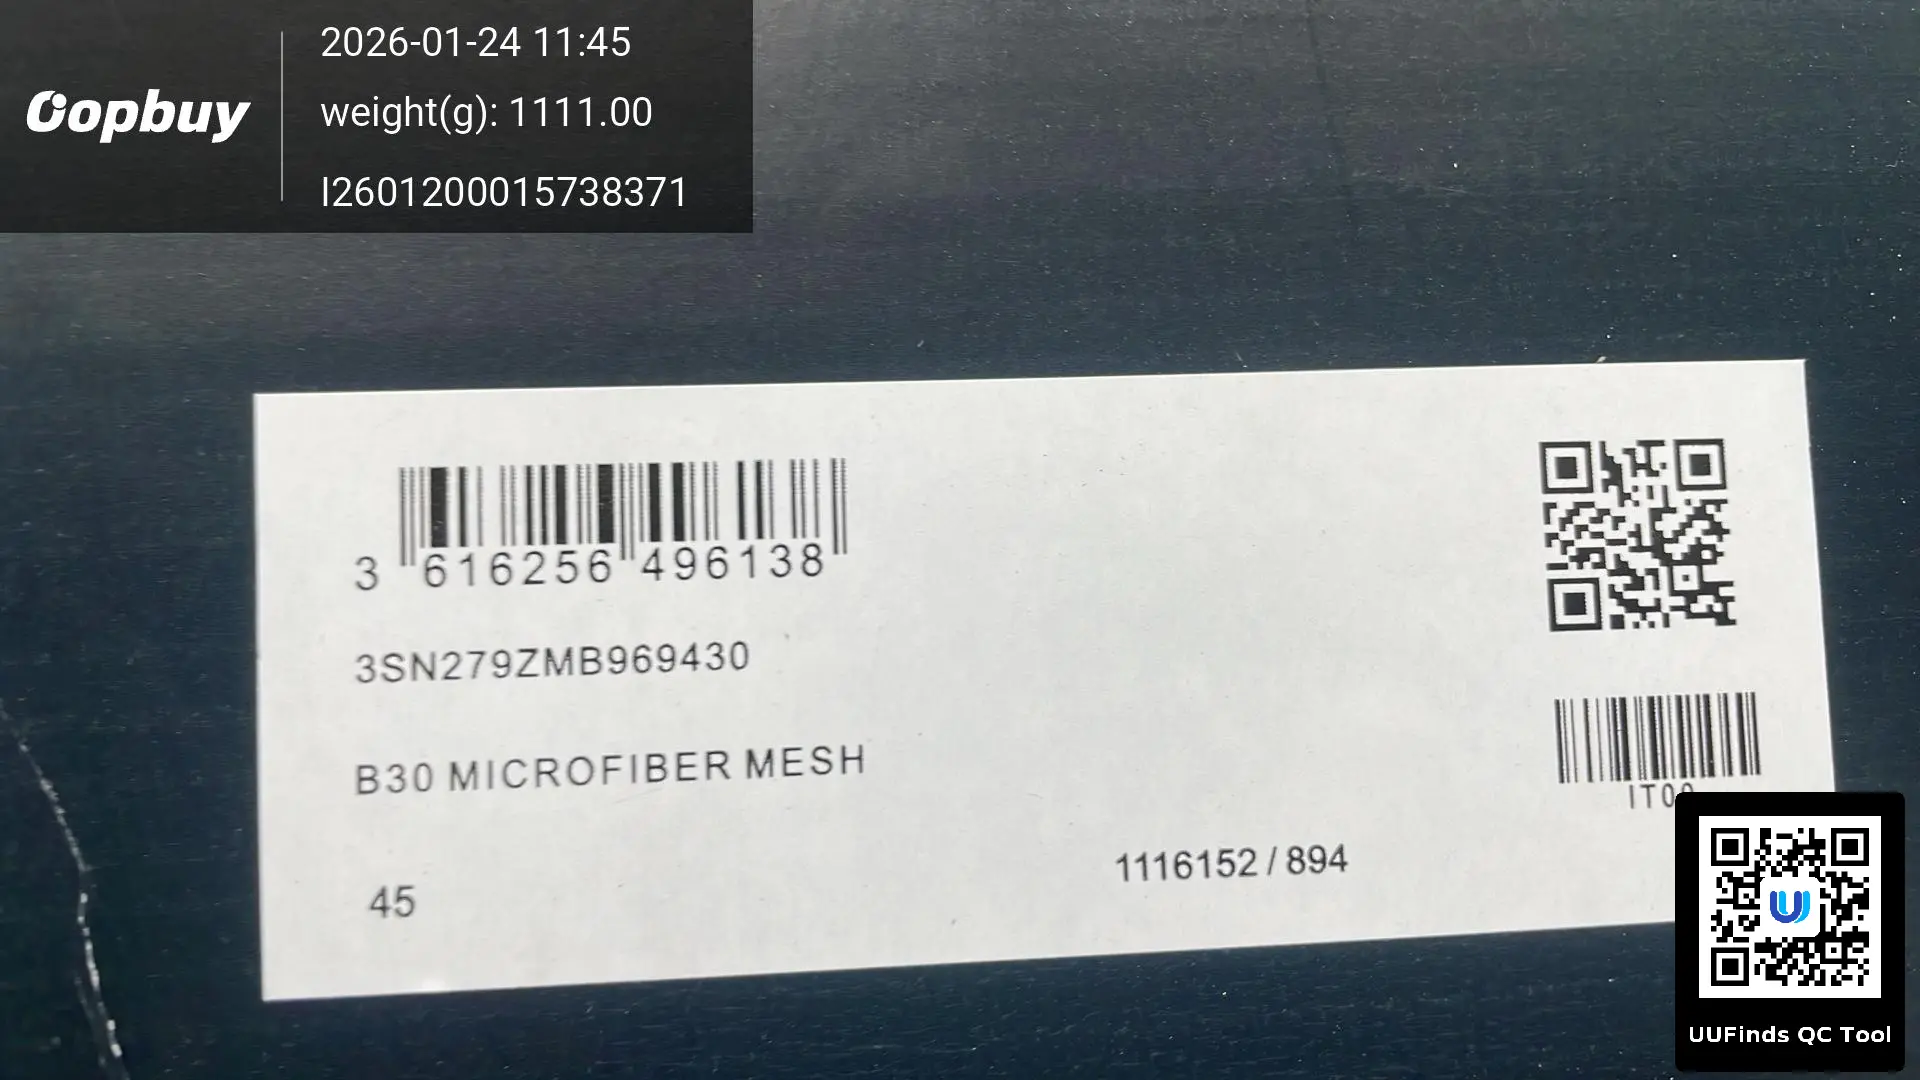 Oopbuy
2026-01-24 11:45
weight(g): 1111.00
I2601200015738371
3 616256 496138
3SN279ZMB969430
B30 MICROFIBER MESH
45
1116152 / 894
UUFinds QC Tool